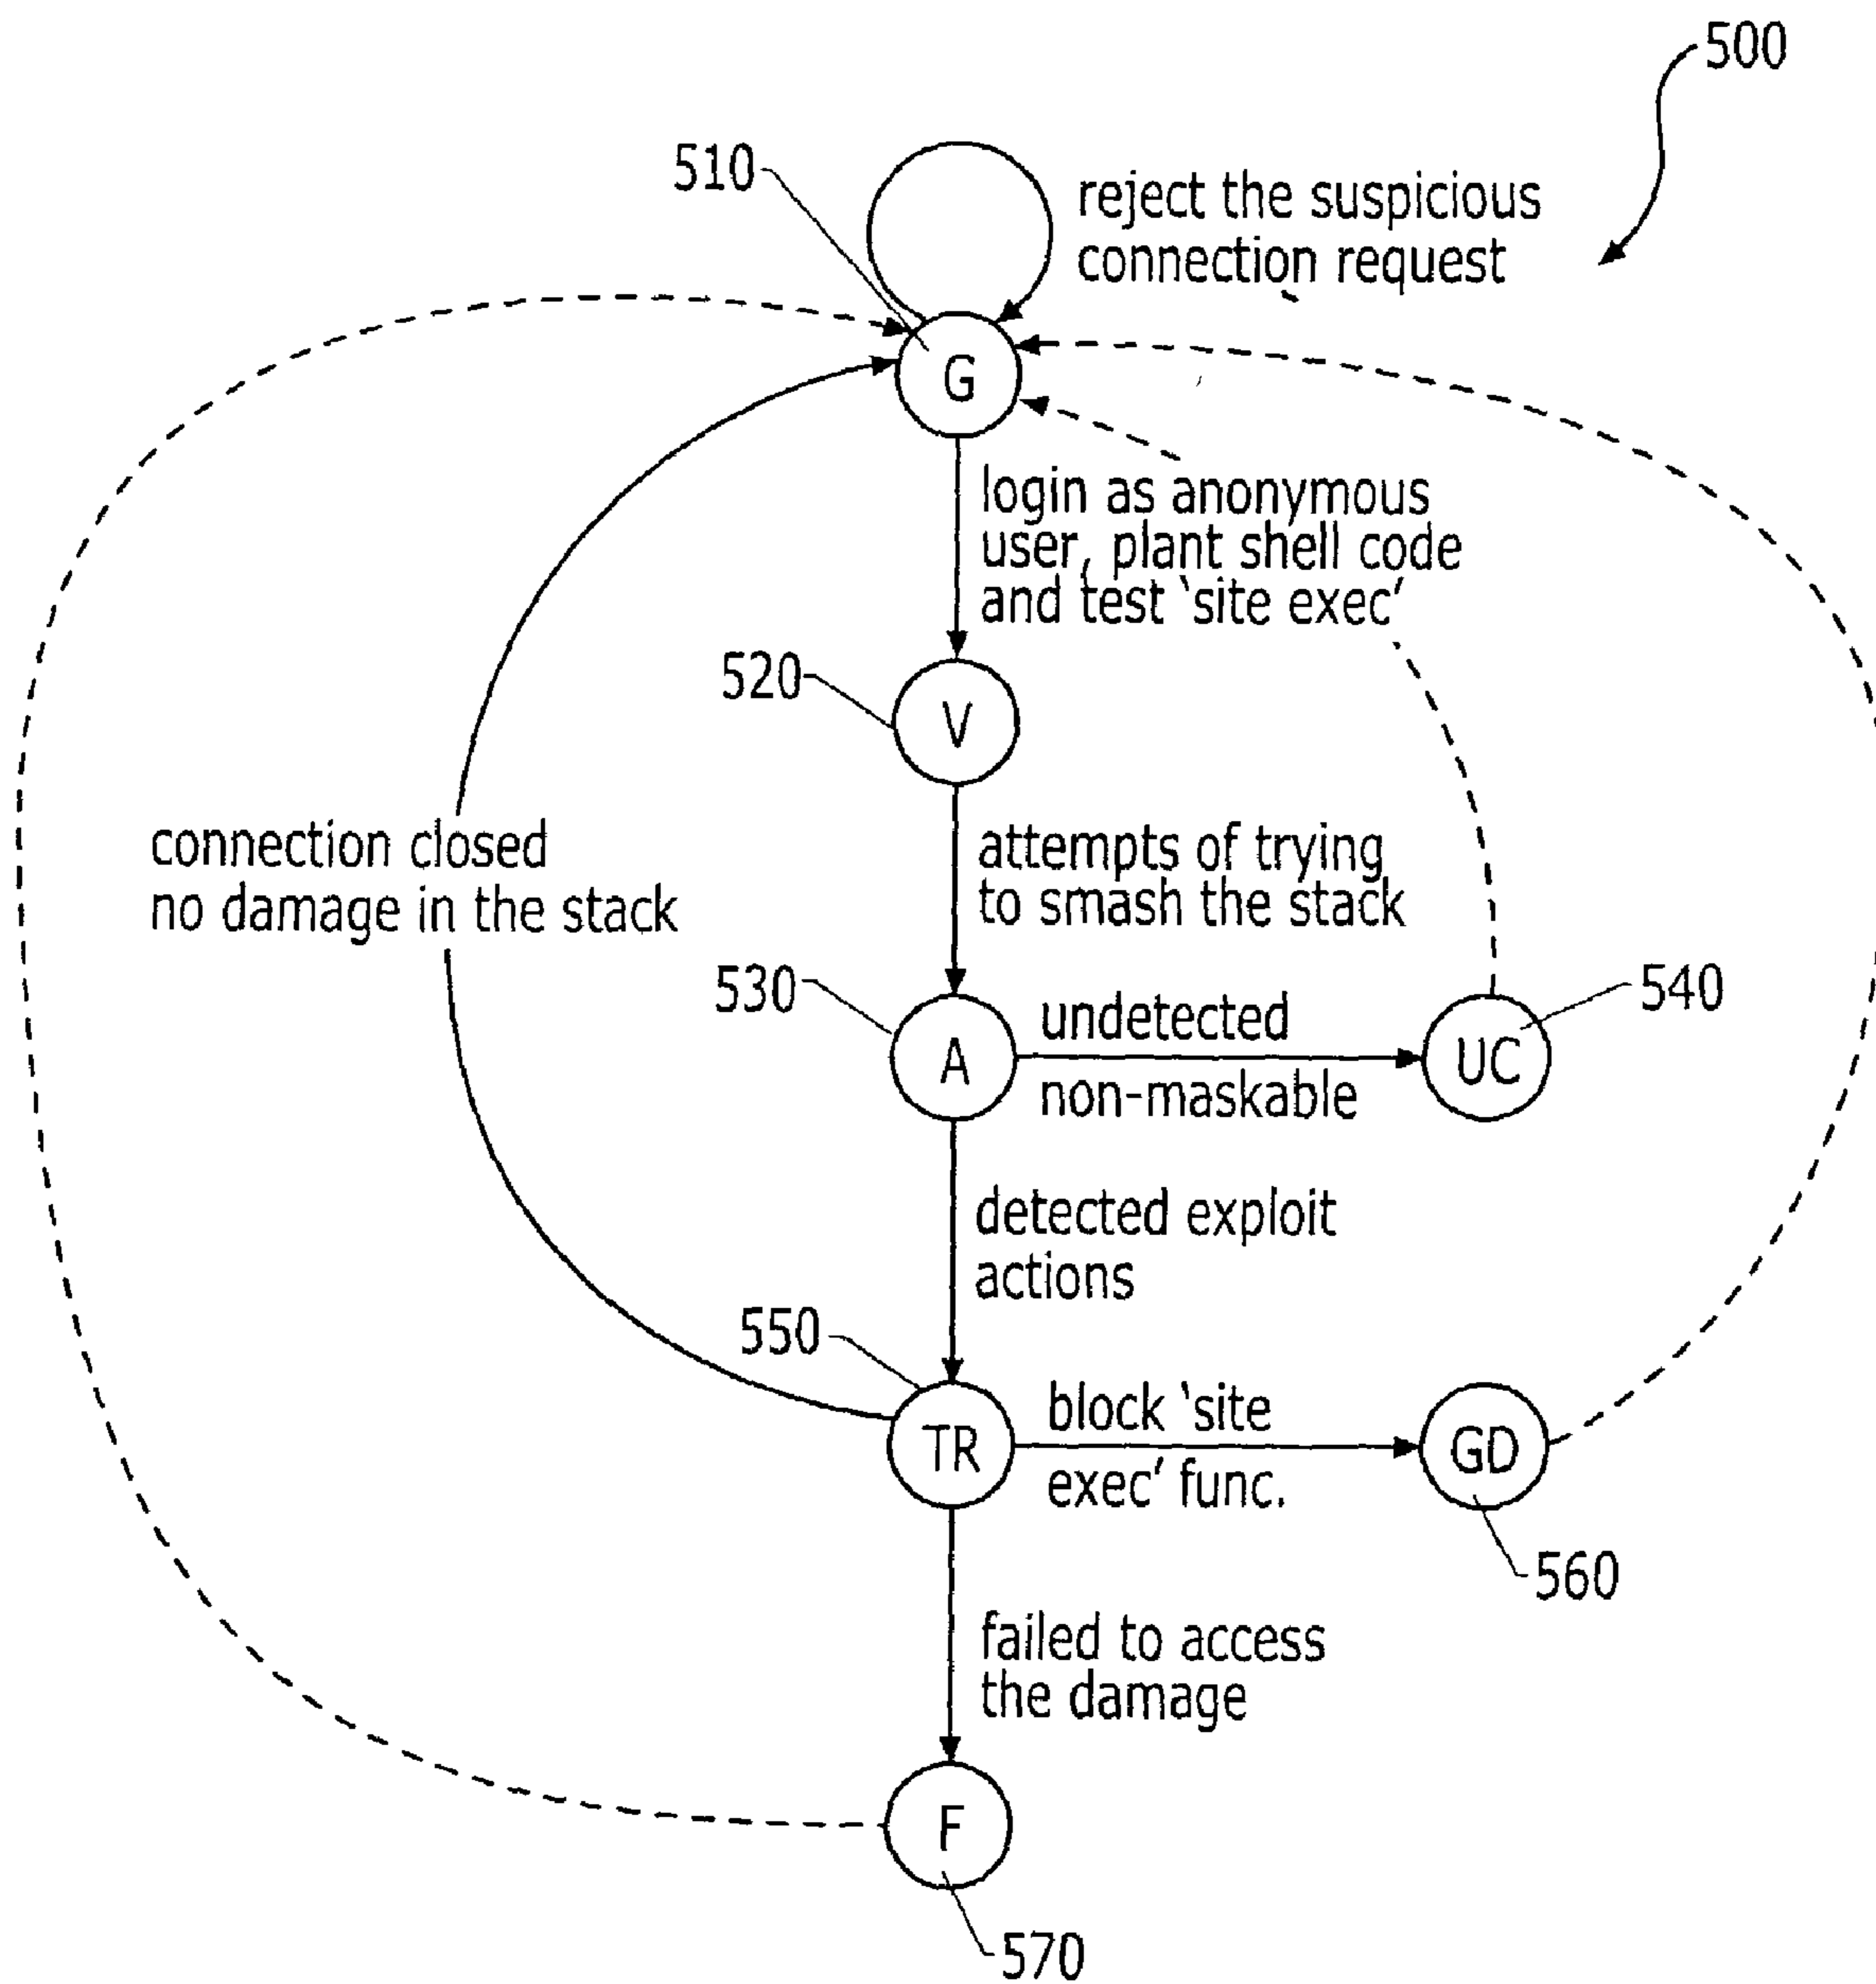 500
510
reject the suspicious
connection request
G
login as anonymous
user, plant shell code
and test 'site exec'
520
V
connection closed
no damage in the stack
attempts of trying
to smash the stack
530
A
undetected
non-maskable
UC
540
detected exploit
actions
550
TR
block 'site
exec' func.
GD
560
failed to access
the damage
F
570